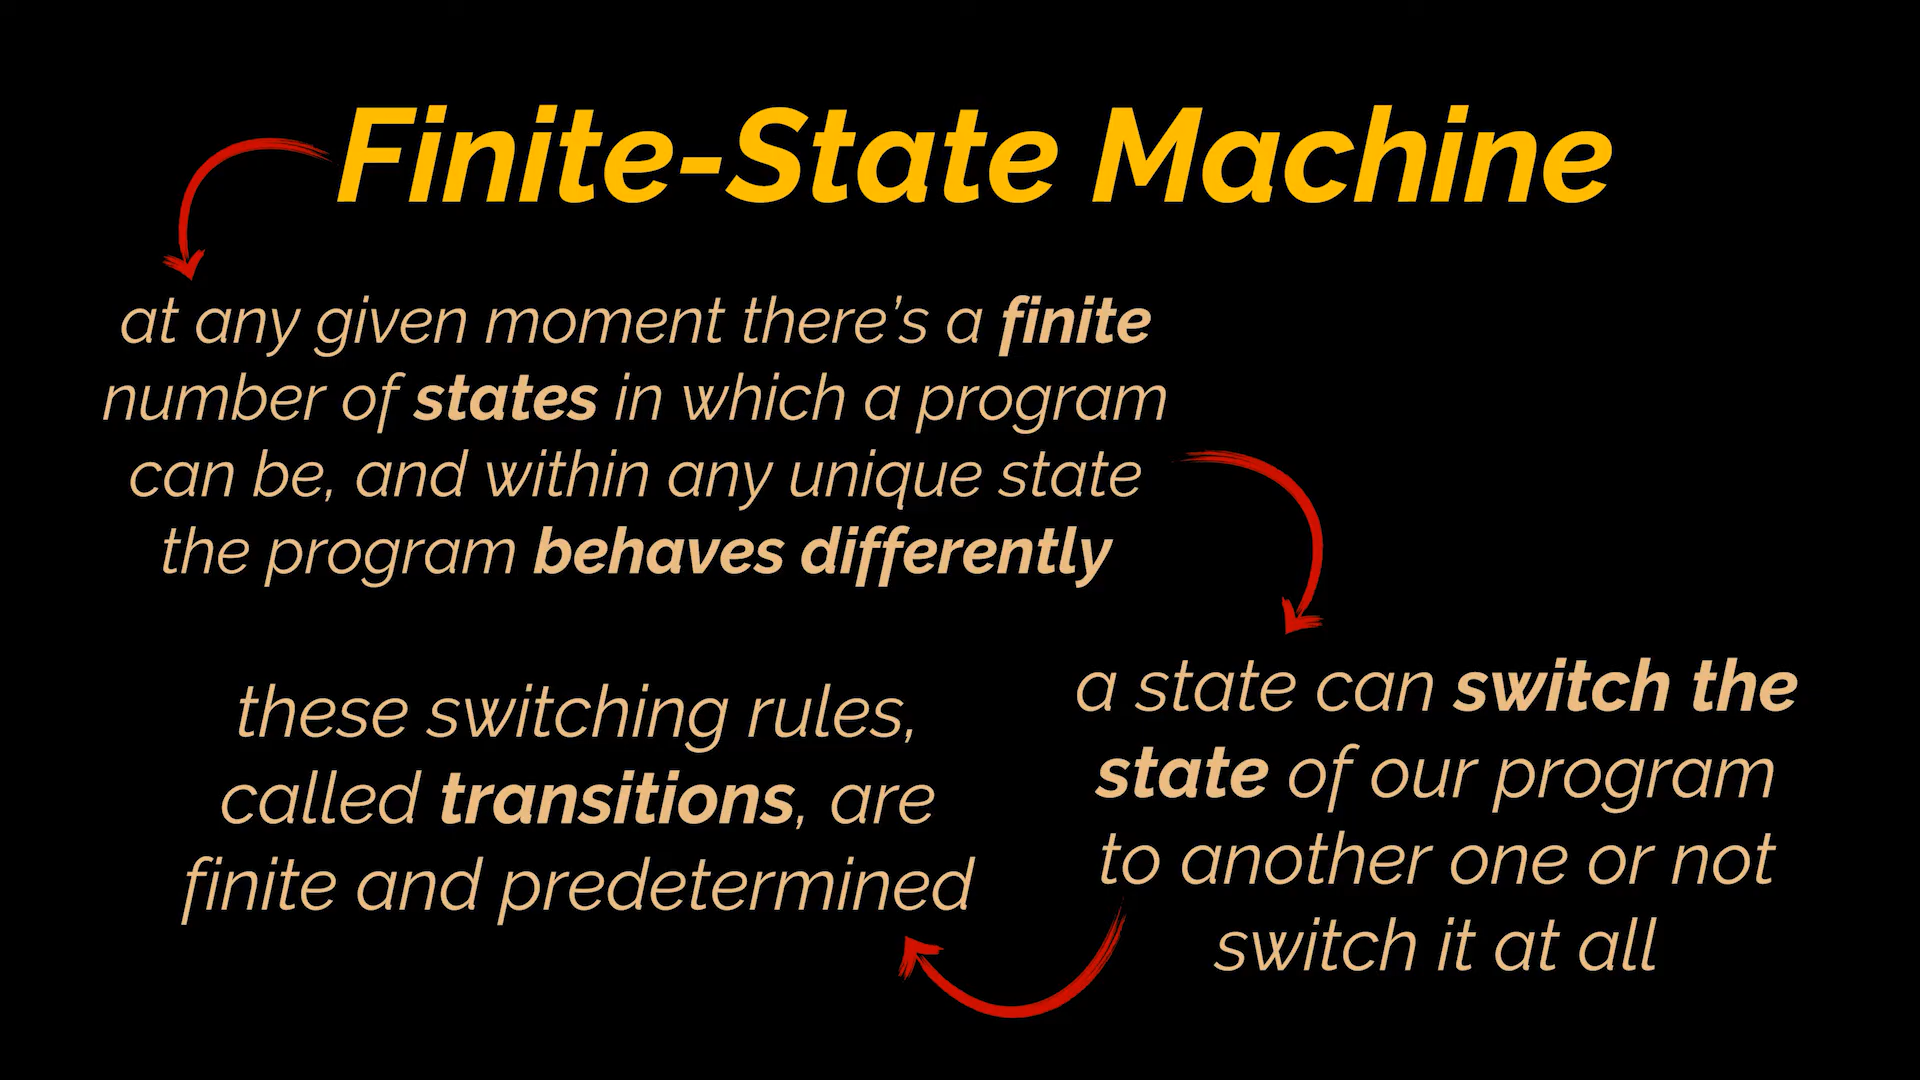 Finite-State Machine
at any given moment there's a finite
number of states in which a program
can be, and within any unique state
the program behaves differently
a state can switch the
state of our program
to another one or not
switch it at all
these switching rules,
called transitions, are
finite and predetermined